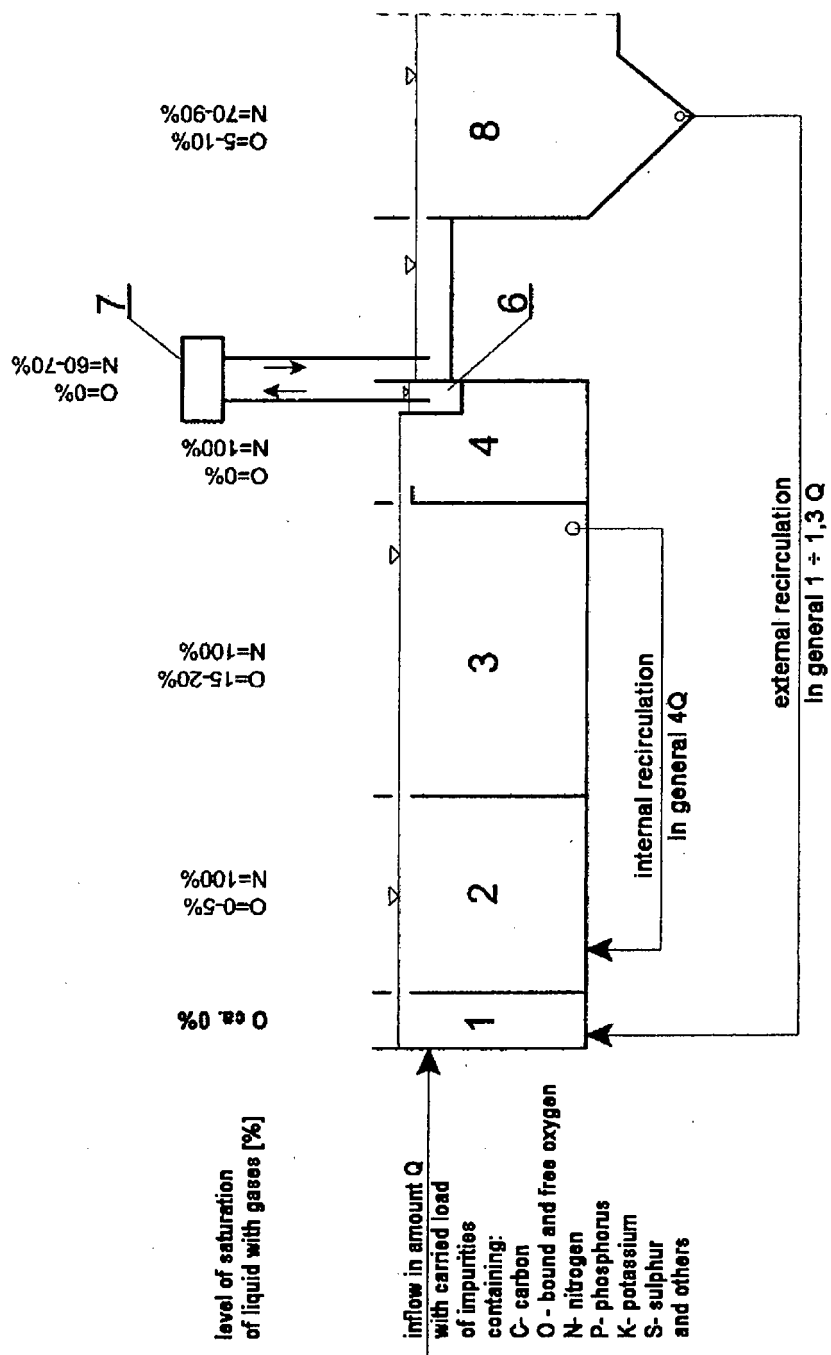 level of saturation
of liquid with gases [%]
O ca. 0%
O=0-5%
N=100%
O=15-20%
N=100%
O=0%
N=100%
O=0%
N=60-70%
O=5-10%
N=70-90%
7
inflow in amount Q
with carried load
of impurities
containing:
C- carbon
O - bound and free oxygen
N- nitrogen
P- phosphorus
K- potassium
S- sulphur
and others
1
2
3
4
6
8
internal recirculation
In general 4Q
external recirculation
In general 1 ÷ 1,3 Q